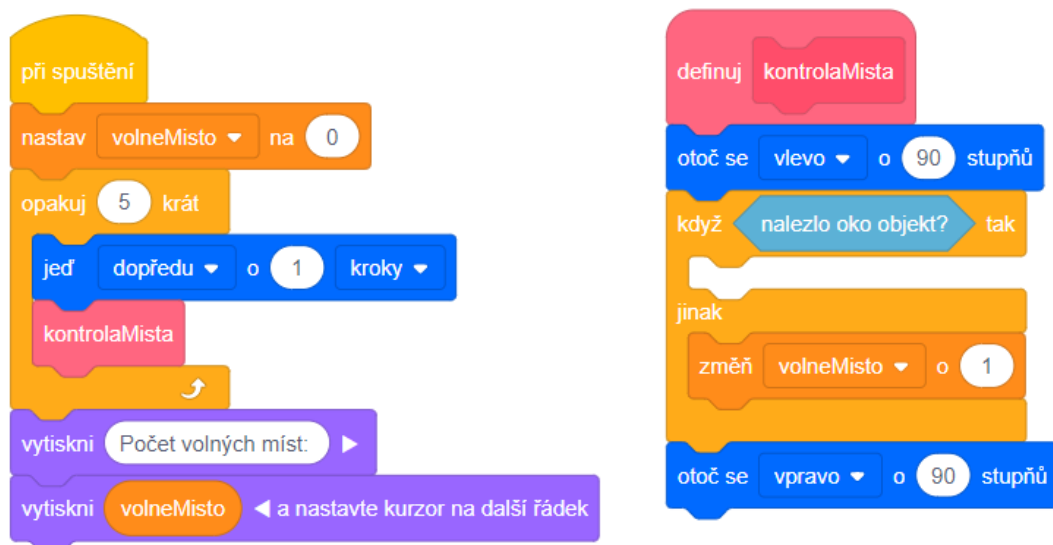 při spuštění
nastav volneMisto na 0
opakuj 5 krát
jeď dopředu o 1 kroky
kontrolaMista
vytiskni Počet volných míst:
vytiskni volneMisto a nastavte kurzor na další řádek
definuj kontrolaMista
otoč se vlevo o 90 stupňů
když nalezlo oko objekt? tak
jinak
změň volneMisto o 1
otoč se vpravo o 90 stupňů